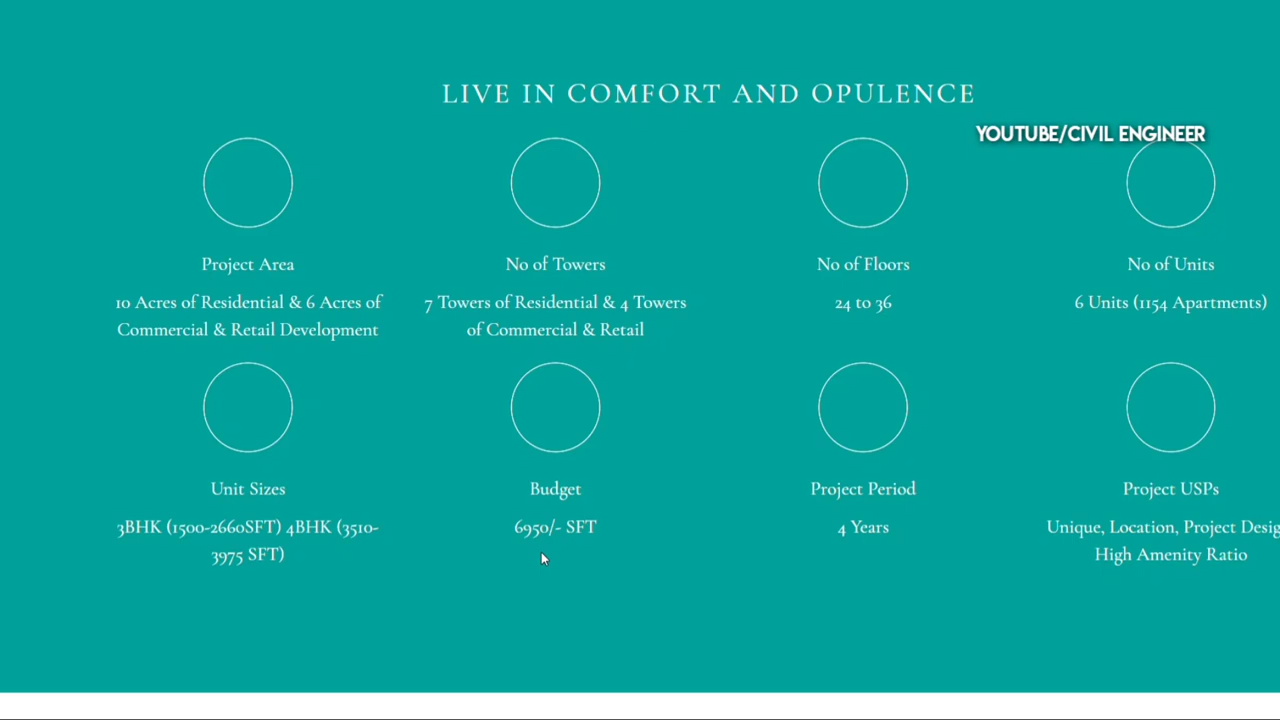 LIVE IN COMFORT AND OPULENCE
YOUTUBE/CIVIL ENGINEER
Project Area
10 Acres of Residential & 6 Acres of
Commercial & Retail Development
No of Towers
7 Towers of Residential & 4 Towers
of Commercial & Retail
No of Floors
24 to 36
No of Units
6 Units (1154 Apartments)
Unit Sizes
3BHK (1500-2660SFT) 4BHK (3510-
3975 SFT)
Budget
6950/- SFT
Project Period
4 Years
Project USPs
Unique, Location, Project Desig
High Amenity Ratio